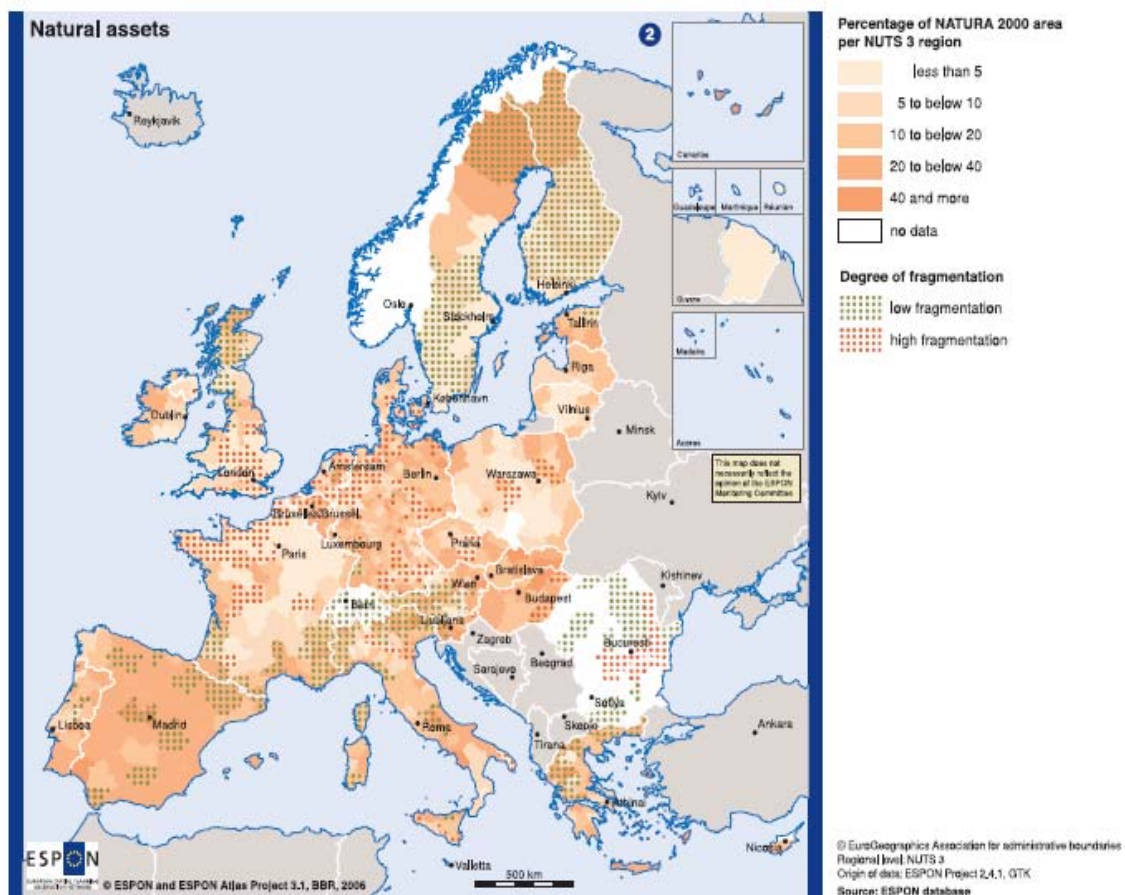 Natural assets
2
Reykjavik
Oslo
Helsinki
Stockholm
Tallinn
Riga
København
Vilnius
Dublin
Minsk
London
Amsterdam
Berlin
Warszawa
Kyiv
Bruxelles/Brussel
Luxembourg
Praha
Paris
Bratislava
Wien
Kishinev
Budapest
Bern
Ljubljana
Zagreb
Bucuresti
Beograd
Sarajevo
Sofiya
Skopje
Tirana
Ankara
Lisboa
Madrid
Roma
Athinai
Nicosia
Valletta
Canarias
Guadeloupe
Martinique
Réunion
Guyane
Madeira
Acores
This map does not
necessarily reflect the
opinion of the ESPON
Monitoring Committee
ESPON
© ESPON and ESPON Atlas Project 3.1, BBR, 2006
500 km
Percentage of NATURA 2000 area
per NUTS 3 region
less than 5
5 to below 10
10 to below 20
20 to below 40
40 and more
no data
Degree of fragmentation
low fragmentation
high fragmentation
© EuroGeographics Association for administrative boundaries
Regional level: NUTS 3
Origin of data: ESPON Project 2.4.1, GTK
Source: ESPON database